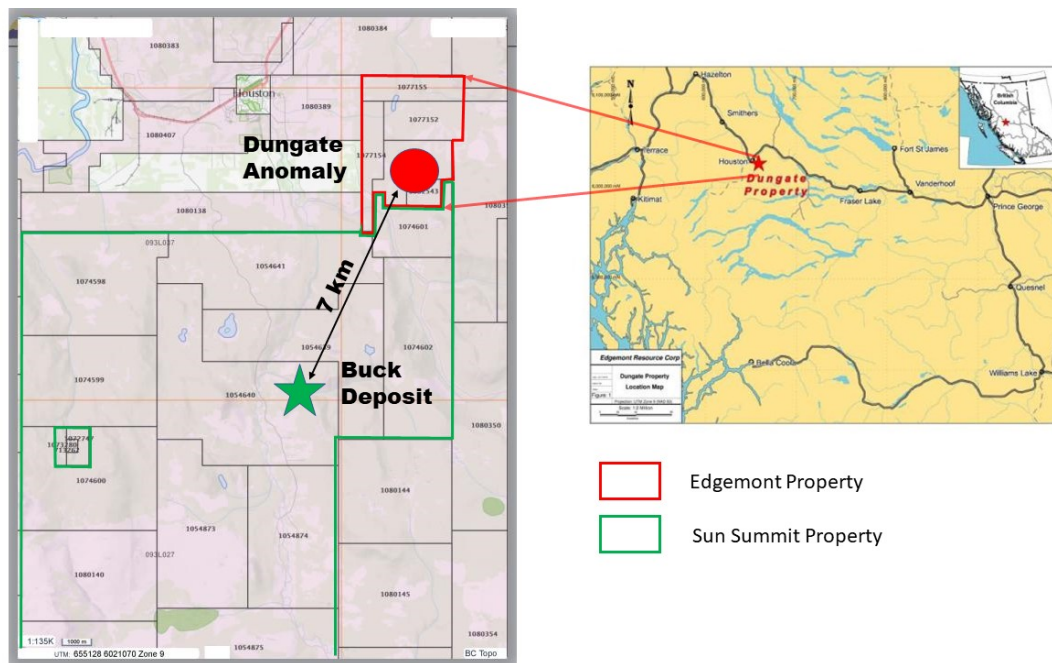 1080383
1080384
Houston
1077155
1080389
1077152
1080407
Dungate
Anomaly
1077154
1080138
1074601
093L037
1054641
1074598
7 km
1074602
Buck
Deposit
1074599
1054640
1080350
1074600
1080144
1054873
1054874
093L027
1080140
1080145
1080354
1054875
1:135K
1000 m
UTM: 655128 6021070 Zone 9
BC Topo
N
Hazelton
Smithers
Terrace
Houston
Dungate
Property
Fort St James
Vanderhoof
Fraser Lake
Prince George
Kitimat
Quesnel
Bella Coola
Williams Lake
British
Columbia
Edgemont Resource Corp
Dungate Property
Location Map
Figure: 1
Edgemont Property
Sun Summit Property